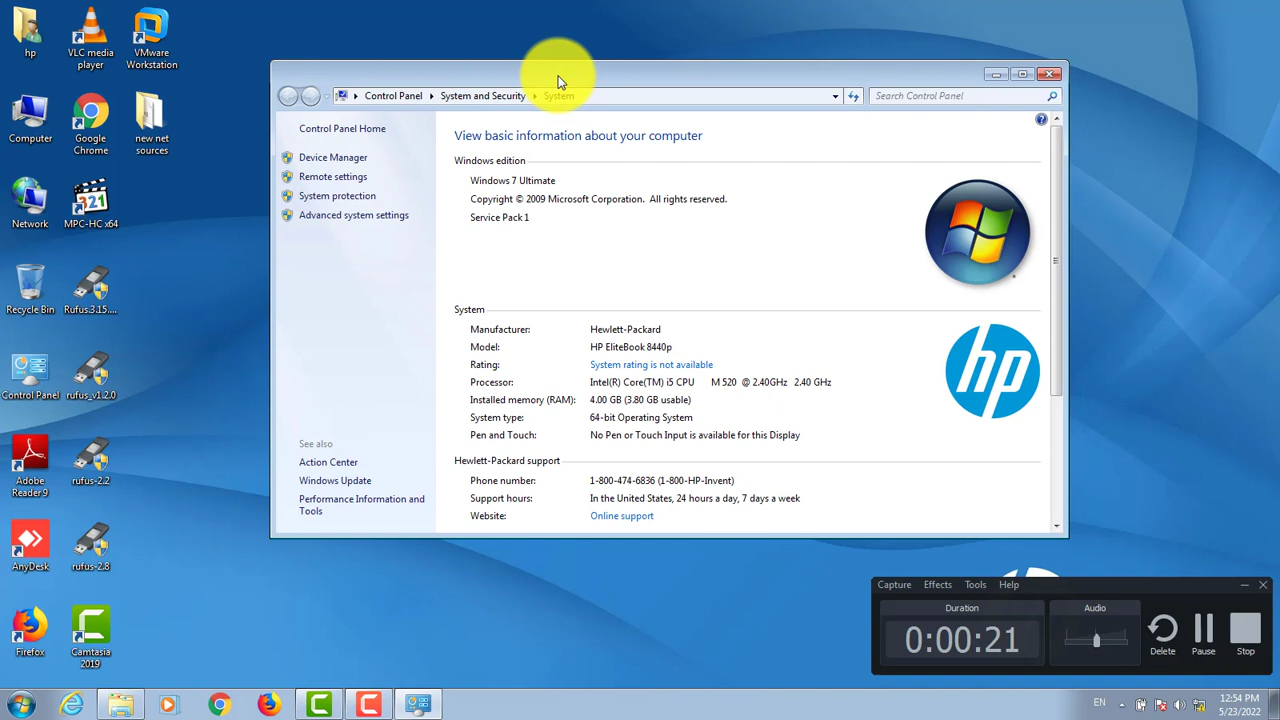 hp
VLC media
player
VMware
Workstation
Computer
Google
Chrome
new net
sources
Network
MPC-HC x64
Recycle Bin
Rufus.3.15....
Control Panel
rufus_v1.2.0
Adobe
Reader 9
rufus-2.2
AnyDesk
rufus-2.8
Firefox
Camtasia
2019
Control Panel
System and Security
System
Search Control Panel
Control Panel Home
Device Manager
Remote settings
System protection
Advanced system settings
See also
Action Center
Windows Update
Performance Information and
Tools
View basic information about your computer
Windows edition
Windows 7 Ultimate
Copyright © 2009 Microsoft Corporation.  All rights reserved.
Service Pack 1
System
Manufacturer: Hewlett-Packard
Model: HP EliteBook 8440p
Rating: System rating is not available
Processor: Intel(R) Core(TM) i5 CPU       M 520  @ 2.40GHz   2.40 GHz
Installed memory (RAM): 4.00 GB (3.80 GB usable)
System type: 64-bit Operating System
Pen and Touch: No Pen or Touch Input is available for this Display
hp
Hewlett-Packard support
Phone number: 1-800-474-6836 (1-800-HP-Invent)
Support hours: In the United States, 24 hours a day, 7 days a week
Website: Online support
Capture Effects Tools Help
Duration
0:00:21
Audio
Delete
Pause
Stop
EN
12:54 PM
5/23/2022